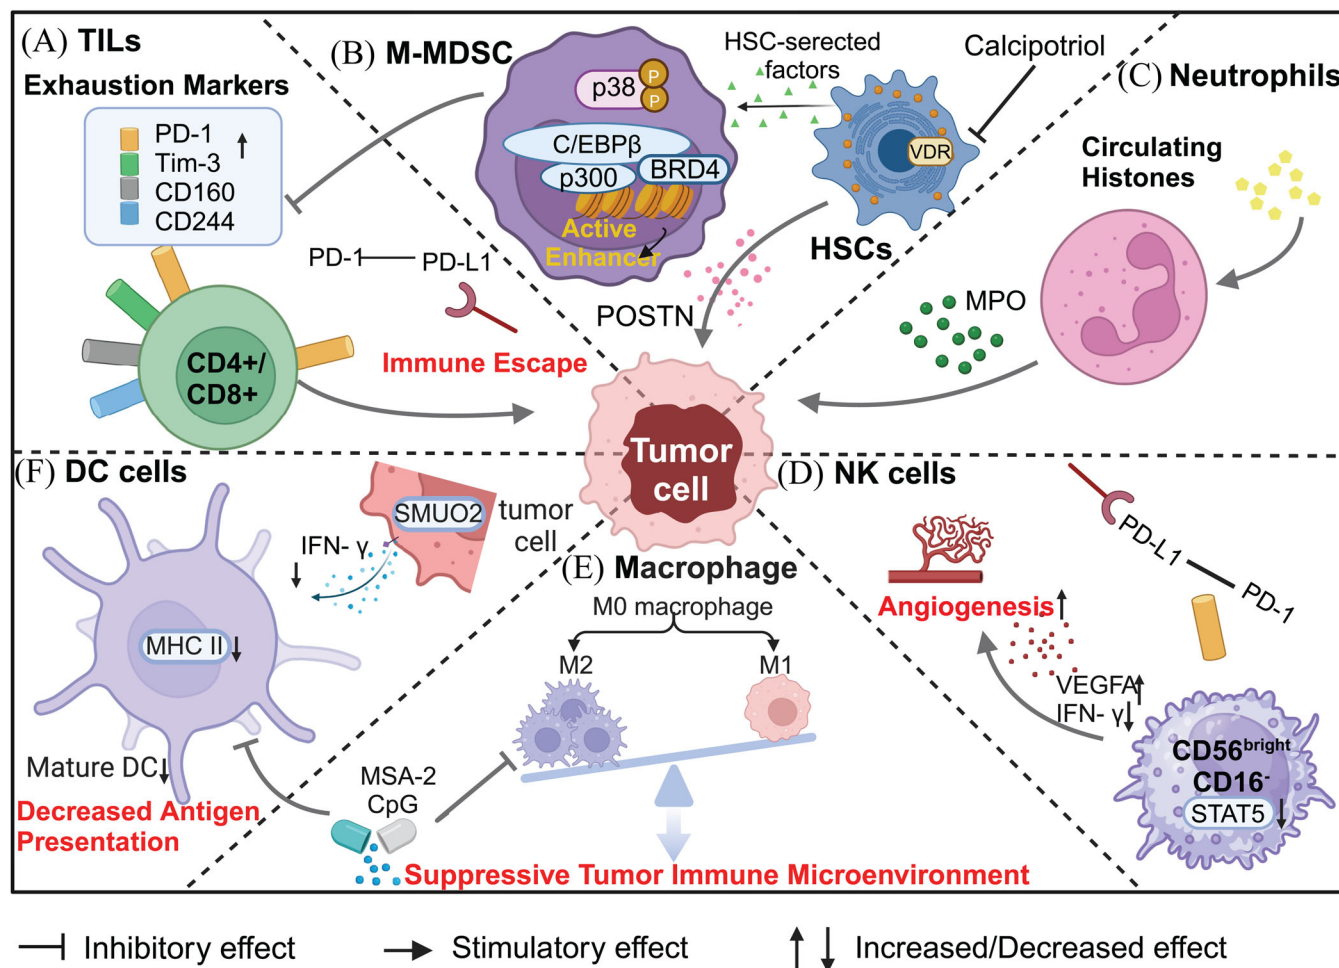 (A) TILs
Exhaustion Markers
PD-1
Tim-3
CD160
CD244
CD4+/
CD8+
PD-1
PD-L1
Immune Escape
(B) M-MDSC
p38
P
P
C/EBPβ
p300
BRD4
Active
Enhancer
HSC-serected
factors
Calcipotriol
VDR
HSCs
POSTN
(C) Neutrophils
Circulating
Histones
MPO
Tumor
cell
(D) NK cells
PD-L1
PD-1
Angiogenesis
VEGFA
IFN- γ
CD56bright
CD16-
STAT5
(E) Macrophage
M0 macrophage
M2
M1
MSA-2
CpG
Suppressive Tumor Immune Microenvironment
(F) DC cells
SMUO2
tumor
cell
IFN- γ
MHC II
Mature DC
Decreased Antigen
Presentation
Inhibitory effect
Stimulatory effect
Increased/Decreased effect